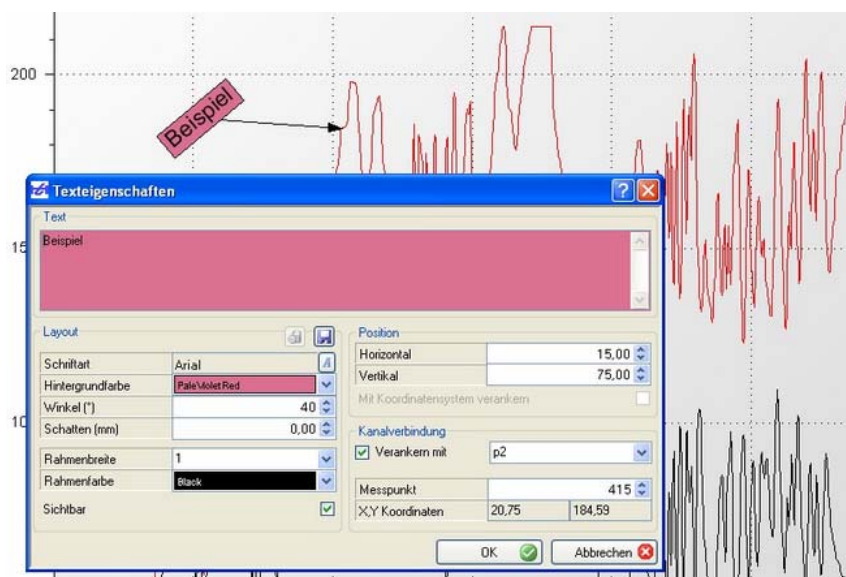 200
Beispiel
Texteigenschaften
Text
Beispiel
15
Layout
Schriftart Arial
Hintergrundfarbe PaleViolet Red
Winkel (°) 40
Schatten (mm) 0,00
Rahmenbreite 1
Rahmenfarbe Black
Sichtbar
Position
Horizontal 15,00
Vertikal 75,00
Mit Koordinatensystem verankern
Kanalverbindung
Verankern mit p2
Messpunkt 415
X,Y Koordinaten 20,75 184,59
10
OK Abbrechen